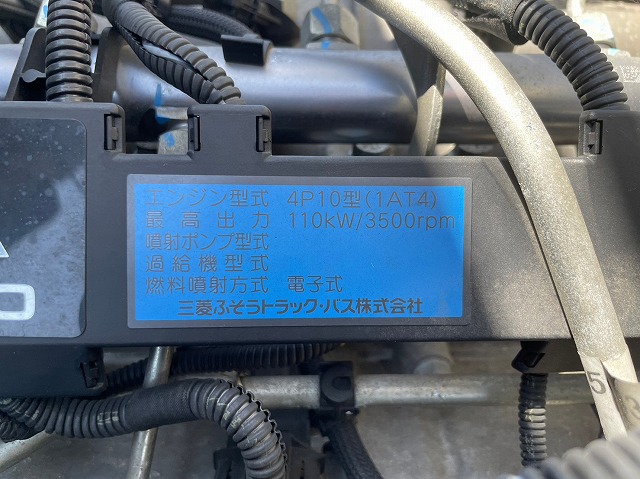 エンジン型式 4P10型(1AT4)
最高出力 110kW/3500rpm
噴射ポンプ型式
過給機型式
燃料噴射方式 電子式
三菱ふそうトラック・バス株式会社
5